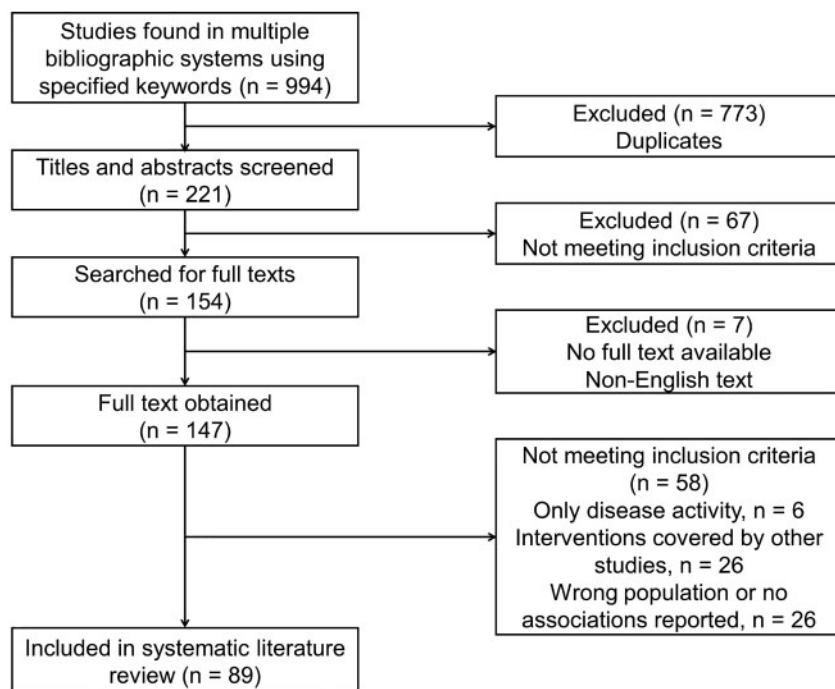 Studies found in multiple
bibliographic systems using
specified keywords (n = 994)
Excluded (n = 773)
Duplicates
Titles and abstracts screened
(n = 221)
Excluded (n = 67)
Not meeting inclusion criteria
Searched for full texts
(n = 154)
Excluded (n = 7)
No full text available
Non-English text
Full text obtained
(n = 147)
Not meeting inclusion criteria
(n = 58)
Only disease activity, n = 6
Interventions covered by other
studies, n = 26
Wrong population or no
associations reported, n = 26
Included in systematic literature
review (n = 89)